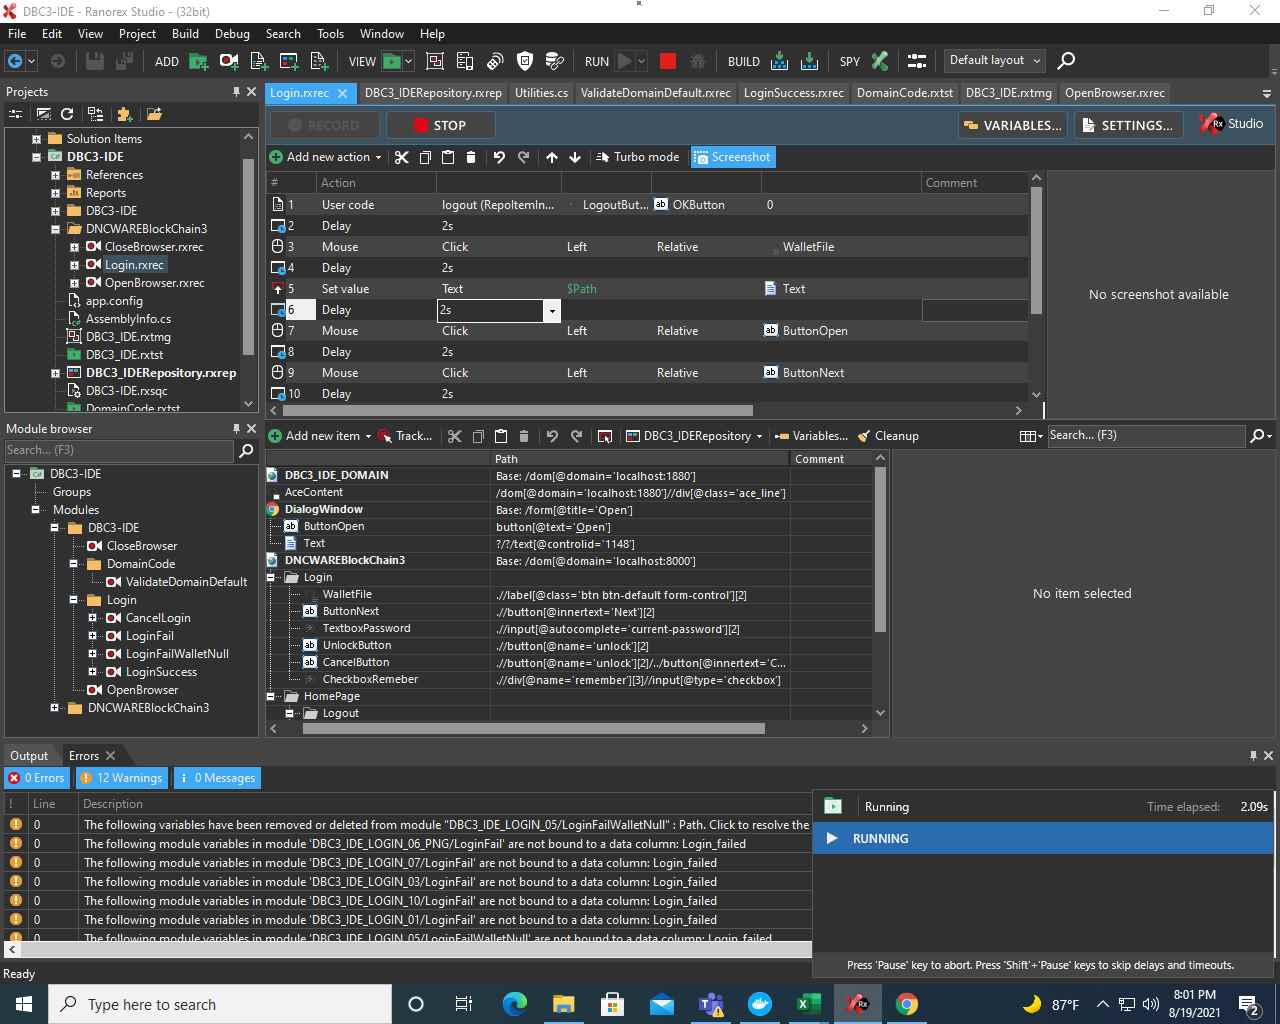 DBC3-IDE - Ranorex Studio - (32bit)
File Edit View Project Build Debug Search Tools Window Help
ADD VIEW RUN BUILD SPY Default layout
Projects
Solution Items
DBC3-IDE
References
Reports
DBC3-IDE
DNCWAREBlockChain3
CloseBrowser.rxrec
Login.rxrec
OpenBrowser.rxrec
app.config
AssemblyInfo.cs
DBC3_IDE.rxtmg
DBC3_IDE.rxtst
DBC3_IDERepository.rxrep
DBC3-IDE.rxsqc
DomainCode.rxtst
Module browser
Search... (F3)
DBC3-IDE
Groups
Modules
DBC3-IDE
CloseBrowser
DomainCode
ValidateDomainDefault
Login
CancelLogin
LoginFail
LoginFailWalletNull
LoginSuccess
OpenBrowser
DNCWAREBlockChain3
Login.rxrec DBC3_IDERepository.rxrep Utilities.cs ValidateDomainDefault.rxrec LoginSuccess.rxrec DomainCode.rxtst DBC3_IDE.rxtmg OpenBrowser.rxrec
RECORD STOP VARIABLES... SETTINGS... Rx Studio
Add new action Turbo mode Screenshot
# Action Comment
1 User code logout (RepoItemIn... LogoutBut... OKButton 0
2 Delay 2s
3 Mouse Click Left Relative WalletFile
4 Delay 2s
5 Set value Text $Path Text
6 Delay 2s
7 Mouse Click Left Relative ButtonOpen
8 Delay 2s
9 Mouse Click Left Relative ButtonNext
10 Delay 2s
No screenshot available
Add new item Track... DBC3_IDERepository Variables... Cleanup Search... (F3)
Path Comment
DBC3_IDE_DOMAIN Base: /dom[@domain='localhost:1880']
AceContent /dom[@domain='localhost:1880']//div[@class='ace_line']
DialogWindow Base: /form[@title='Open']
ButtonOpen button[@text='Open']
Text ?/?/text[@controlid='1148']
DNCWAREBlockChain3 Base: /dom[@domain='localhost:8000']
Login
WalletFile .//label[@class='btn btn-default form-control'][2]
ButtonNext .//button[@innertext='Next'][2]
TextboxPassword .//input[@autocomplete='current-password'][2]
UnlockButton .//button[@name='unlock'][2]
CancelButton .//button[@name='unlock'][2]/../button[@innertext='C...
CheckboxRemeber .//div[@name='remember'][3]//input[@type='checkbox']
HomePage
Logout
No item selected
Output Errors
0 Errors 12 Warnings 0 Messages
! Line Description
0 The following variables have been removed or deleted from module "DBC3_IDE_LOGIN_05/LoginFailWalletNull" : Path. Click to resolve the
0 The following module variables in module 'DBC3_IDE_LOGIN_06_PNG/LoginFail' are not bound to a data column: Login_failed
0 The following module variables in module 'DBC3_IDE_LOGIN_07/LoginFail' are not bound to a data column: Login_failed
0 The following module variables in module 'DBC3_IDE_LOGIN_03/LoginFail' are not bound to a data column: Login_failed
0 The following module variables in module 'DBC3_IDE_LOGIN_10/LoginFail' are not bound to a data column: Login_failed
0 The following module variables in module 'DBC3_IDE_LOGIN_01/LoginFail' are not bound to a data column: Login_failed
0 The following module variables in module 'DBC3_IDE_LOGIN_05/LoginFailWalletNull' are not bound to a data column: Login_failed
Running Time elapsed: 2.09s
RUNNING
Press 'Pause' key to abort. Press 'Shift'+'Pause' keys to skip delays and timeouts.
Ready
Type here to search
87°F
8:01 PM
8/19/2021
2